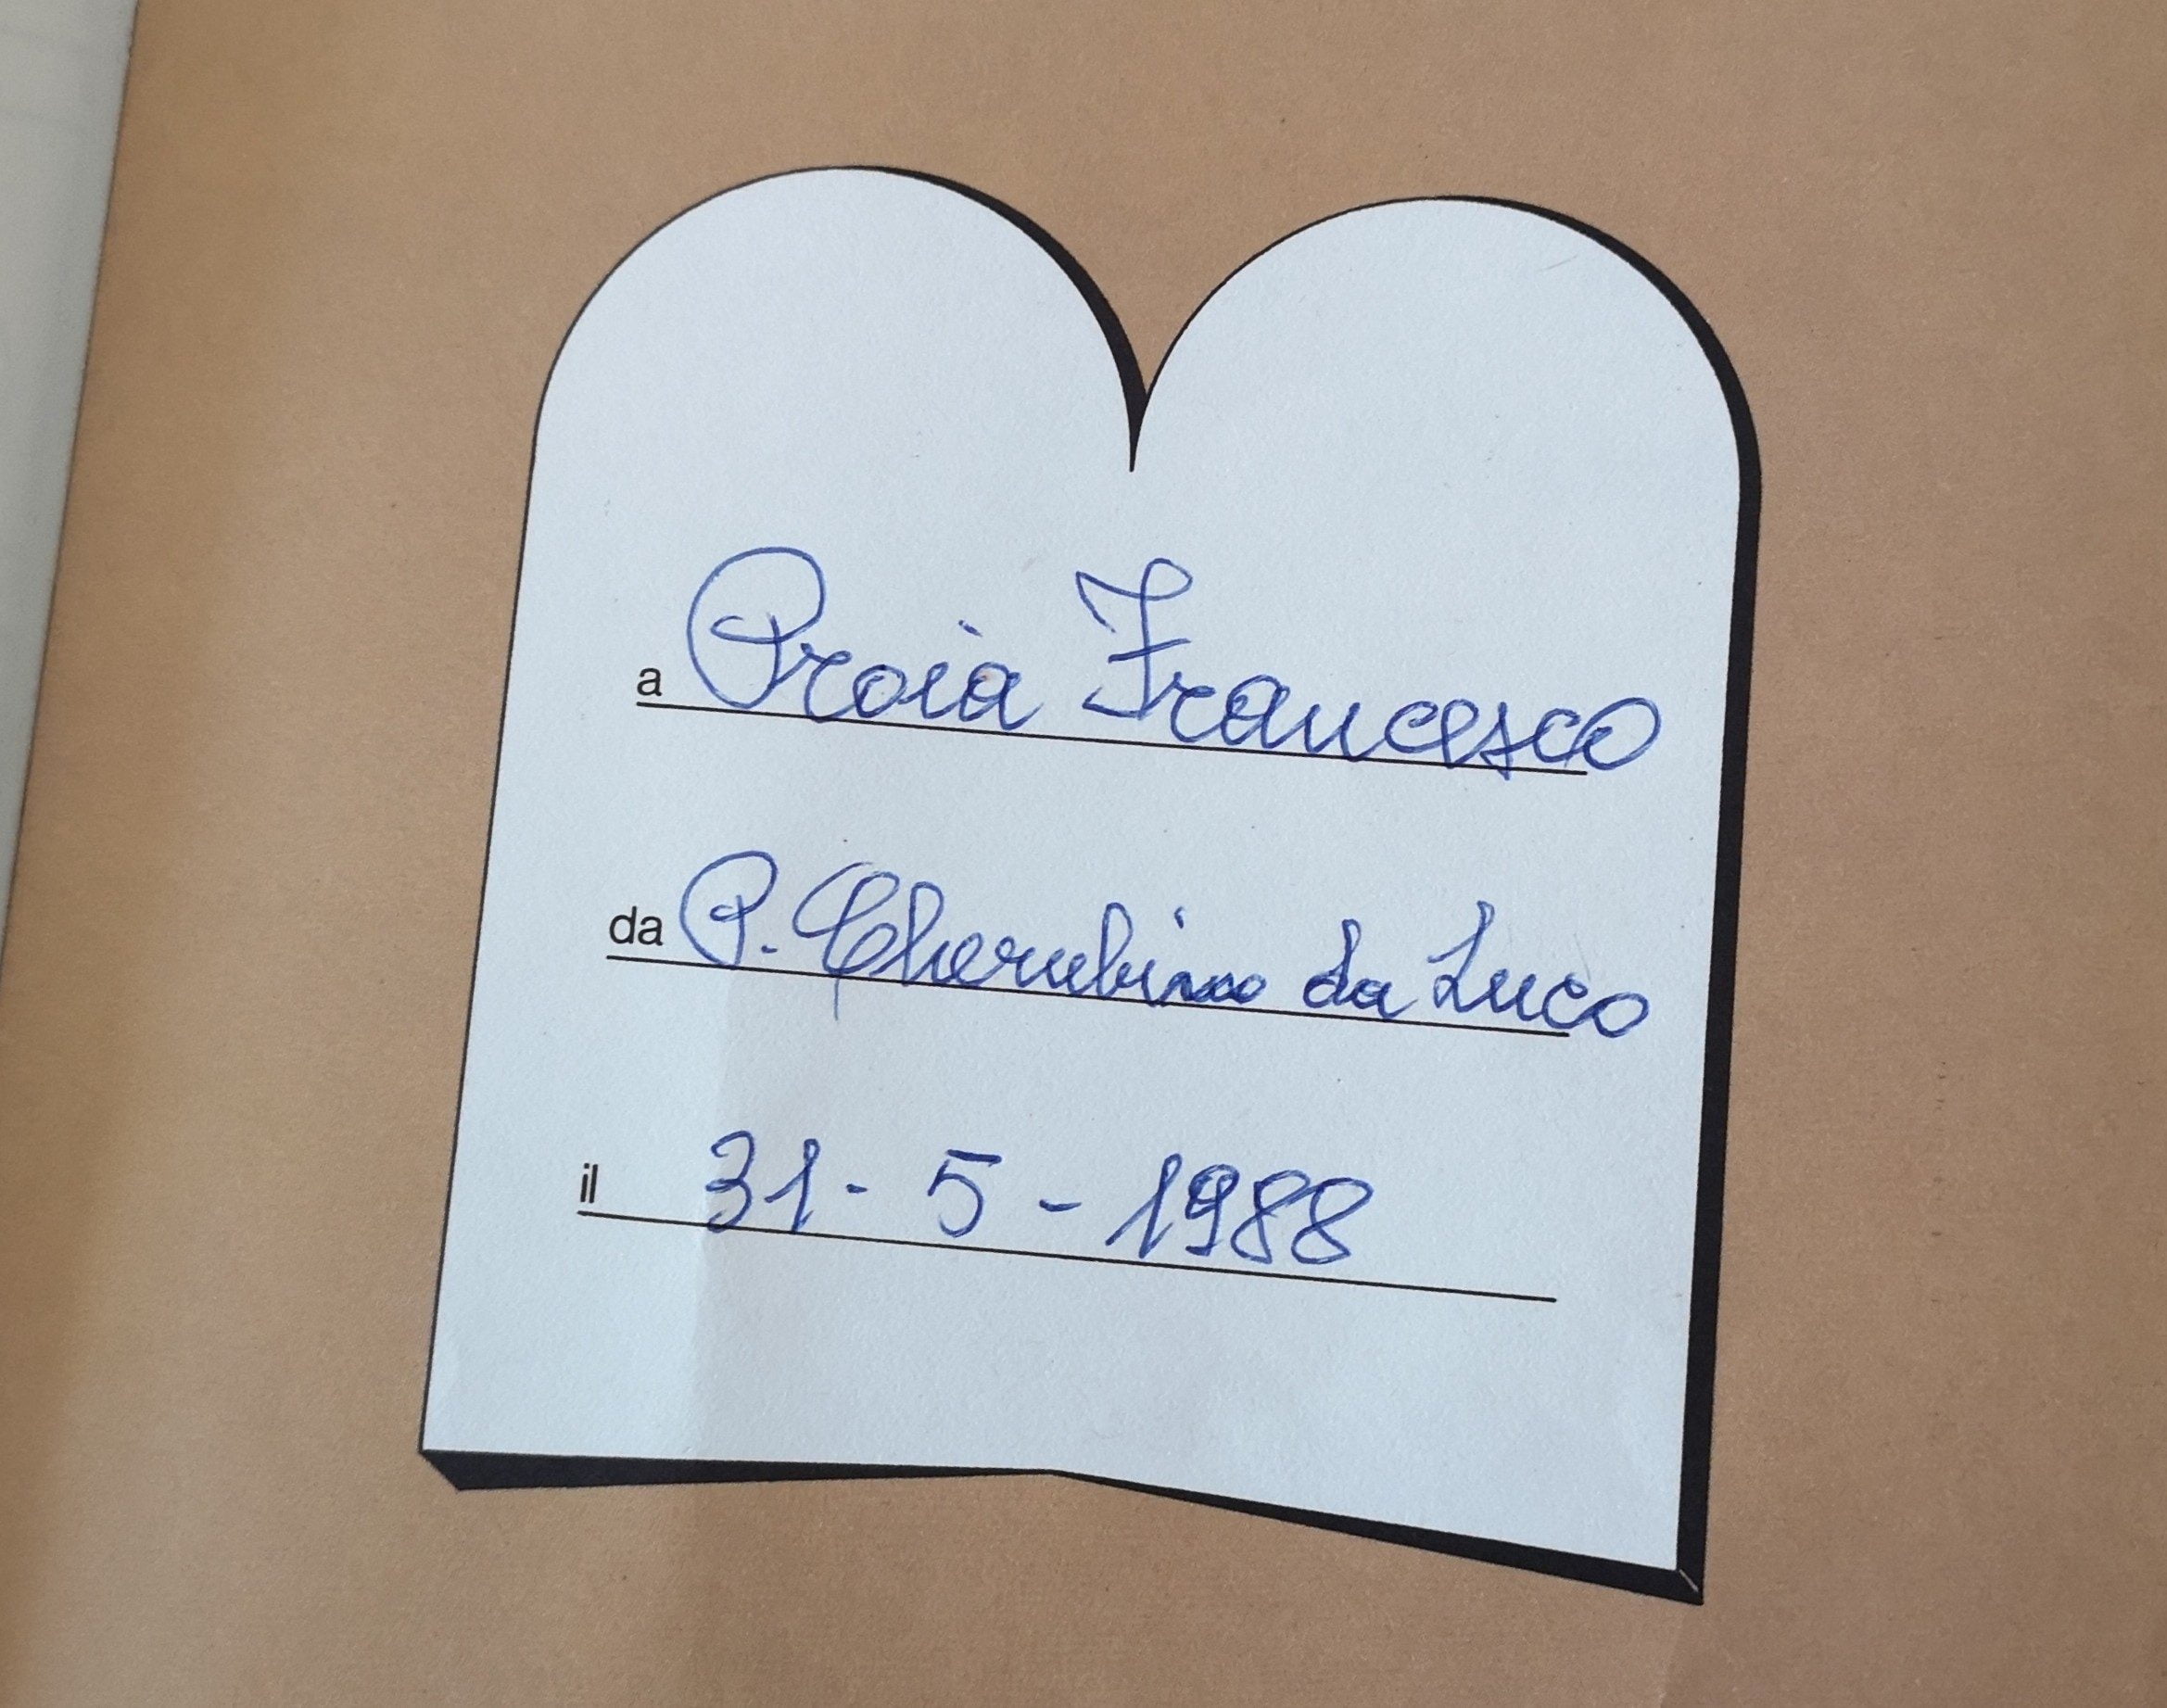 a Proia Francesco
da P. Cherubino da Luco
il 31-5-1988